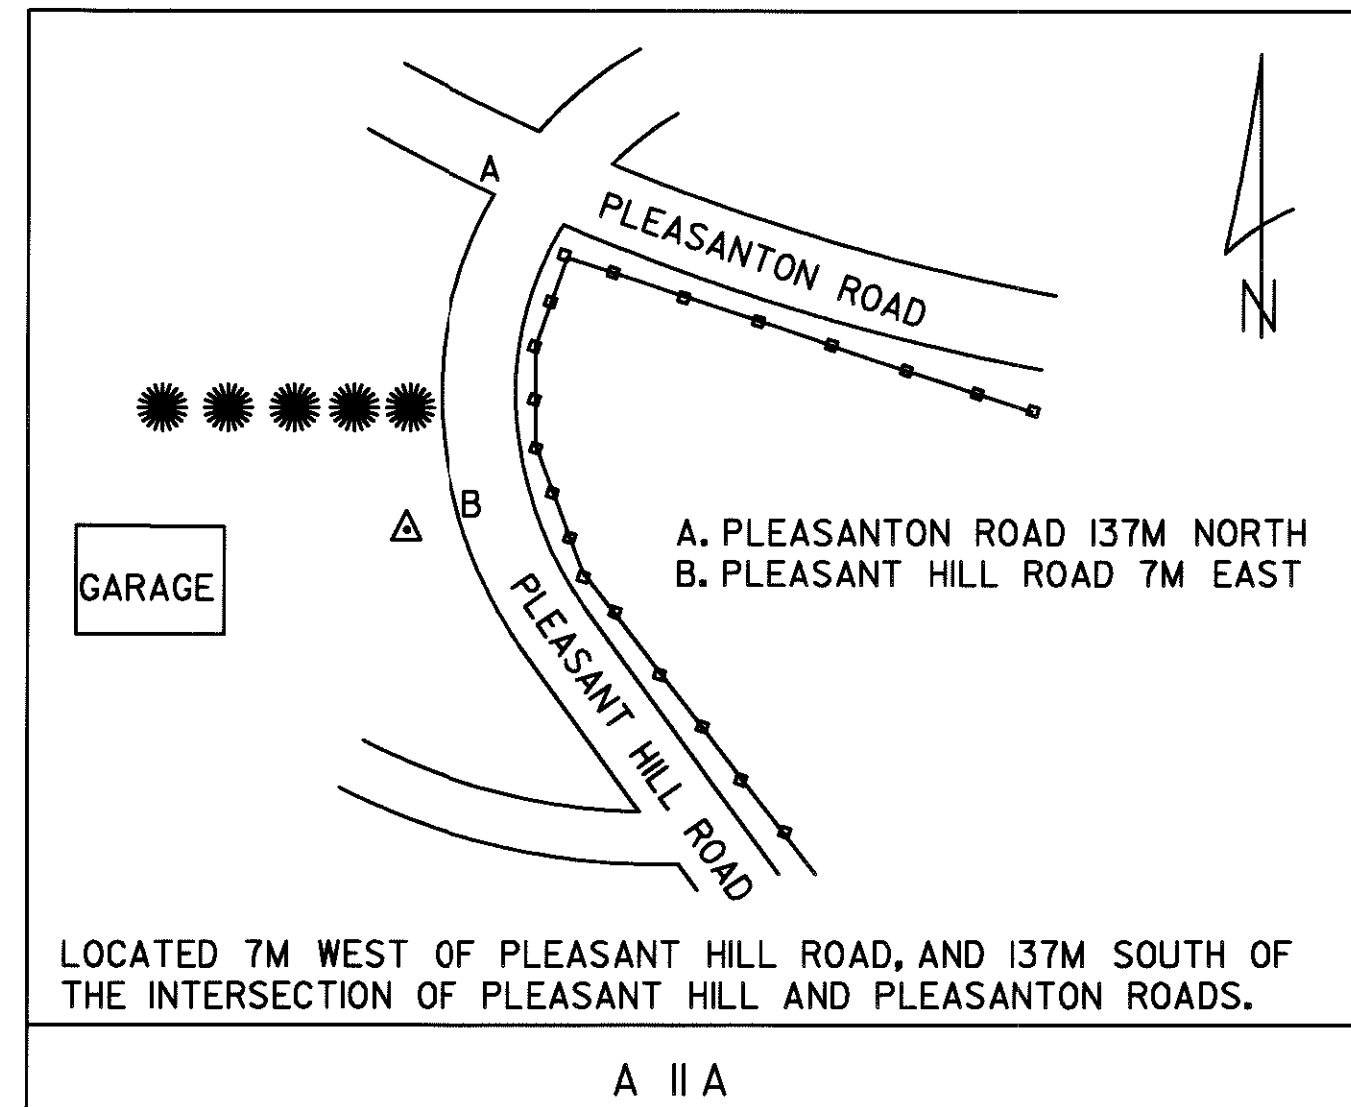 A
PLEASANTON ROAD
N
B
A. PLEASANTON ROAD 137M NORTH
B. PLEASANT HILL ROAD 7M EAST
GARAGE
PLEASANT HILL ROAD
LOCATED 7M WEST OF PLEASANT HILL ROAD, AND 137M SOUTH OF
THE INTERSECTION OF PLEASANT HILL AND PLEASANTON ROADS.
A 11A